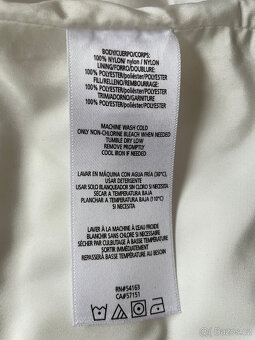 BODY/CUERPO/CORPS:
100% NYLON/ nylon/ NYLON
LINING/FORRO/DOUBLURE:
100% POLYESTER/poliéster/POLYESTER
FILL/RELLENO/REMBOURRAGE:
100% POLYESTER/poliéster/POLYESTER
TRIM/ADORNO/GARNITURE
100% POLYESTER/poliéster/POLYESTER
MACHINE WASH COLD
ONLY NON-CHLORINE BLEACH WHEN NEEDED
TUMBLE DRY LOW
REMOVE PROMPTLY
COOL IRON IF NEEDED
LAVAR EN MÁQUINA CON AGUA FRÍA (30°C),
USAR DETERGENTE
USAR SOLO BLANQUEADOR SIN CLORO SI NECESITA
SECAR A TEMPERATURA BAJA
PLANCHAR A TEMPERATURA BAJA (110°C)
SI NECESITA
LAVER À LA MACHINE À L'EAU FROIDE
BLANCHIR SANS CHLORE SI NÉCESSAIRE
SÉCHER PAR CULBUTAGE À BASSE TEMPÉRATURE
SORTIR IMMÉDIATEMENT
REPASSER À BASSE TEMPÉRATURE AU BESOIN
RN#54163
CA#57151